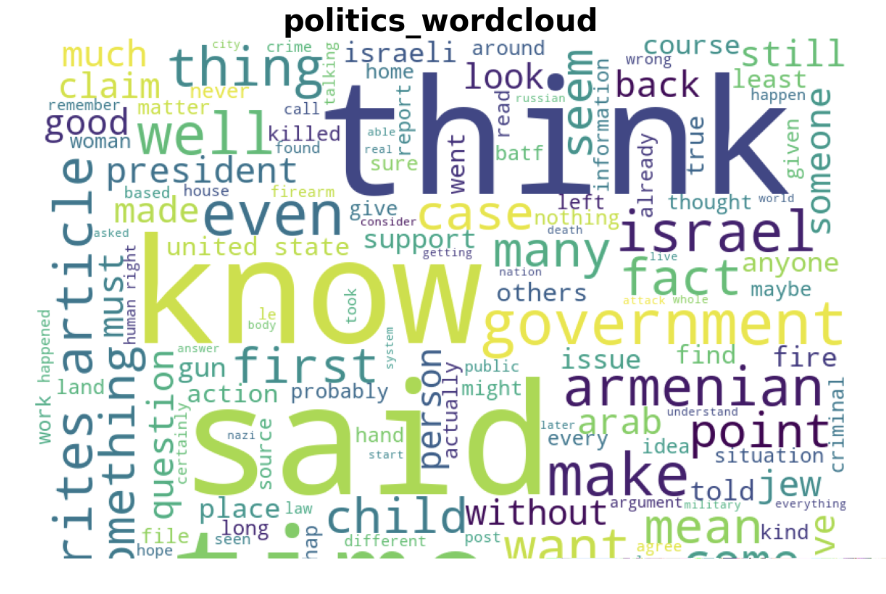 politics_wordcloud
city
crime
talking
israeli
around
course
still
much
thing
claim
never
home
look
seem
wrong
back
least
remember
matter
call
think
report
read
russian
information
happen
good
well
killed
woman
found
able
real
sure
went
batf
already
true
given
someone
president
based
house
firearm
left
thought
world
made
even
give
consider
case
nothing
israel
asked
united state
support
getting
death
many
live
fact
anyone
article
must
human right
know
nation
others
maybe
le
body
took
attack
whole
government
happened
work
answer
system
gun
first
person
actually
public
issue
find
fire
land
something
question
action
probably
might
armenian
certainly
said
later
arab
understand
point
criminal
nazi
source
hand
start
every
idea
situation
make
told
jew
place
law
child
without
argument
military
everything
long
file
seen
hope
different
post
want
agree
mean
kind